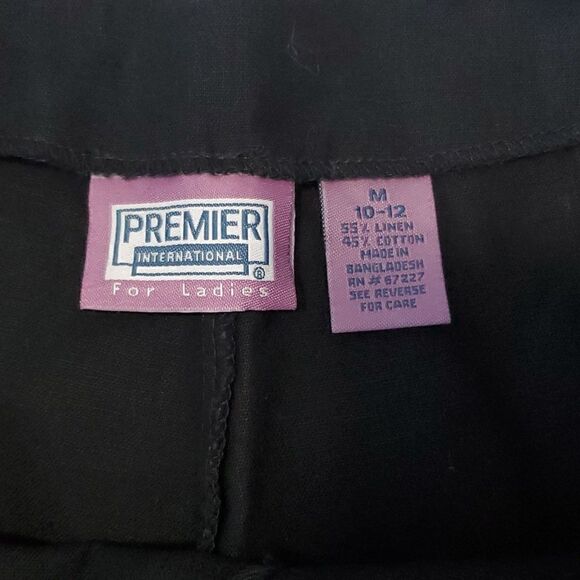 PREMIER
INTERNATIONAL
®
For Ladies
M
10-12
55% LINEN
45% COTTON
MADE IN
BANGLADESH
RN # 67227
SEE REVERSE
FOR CARE